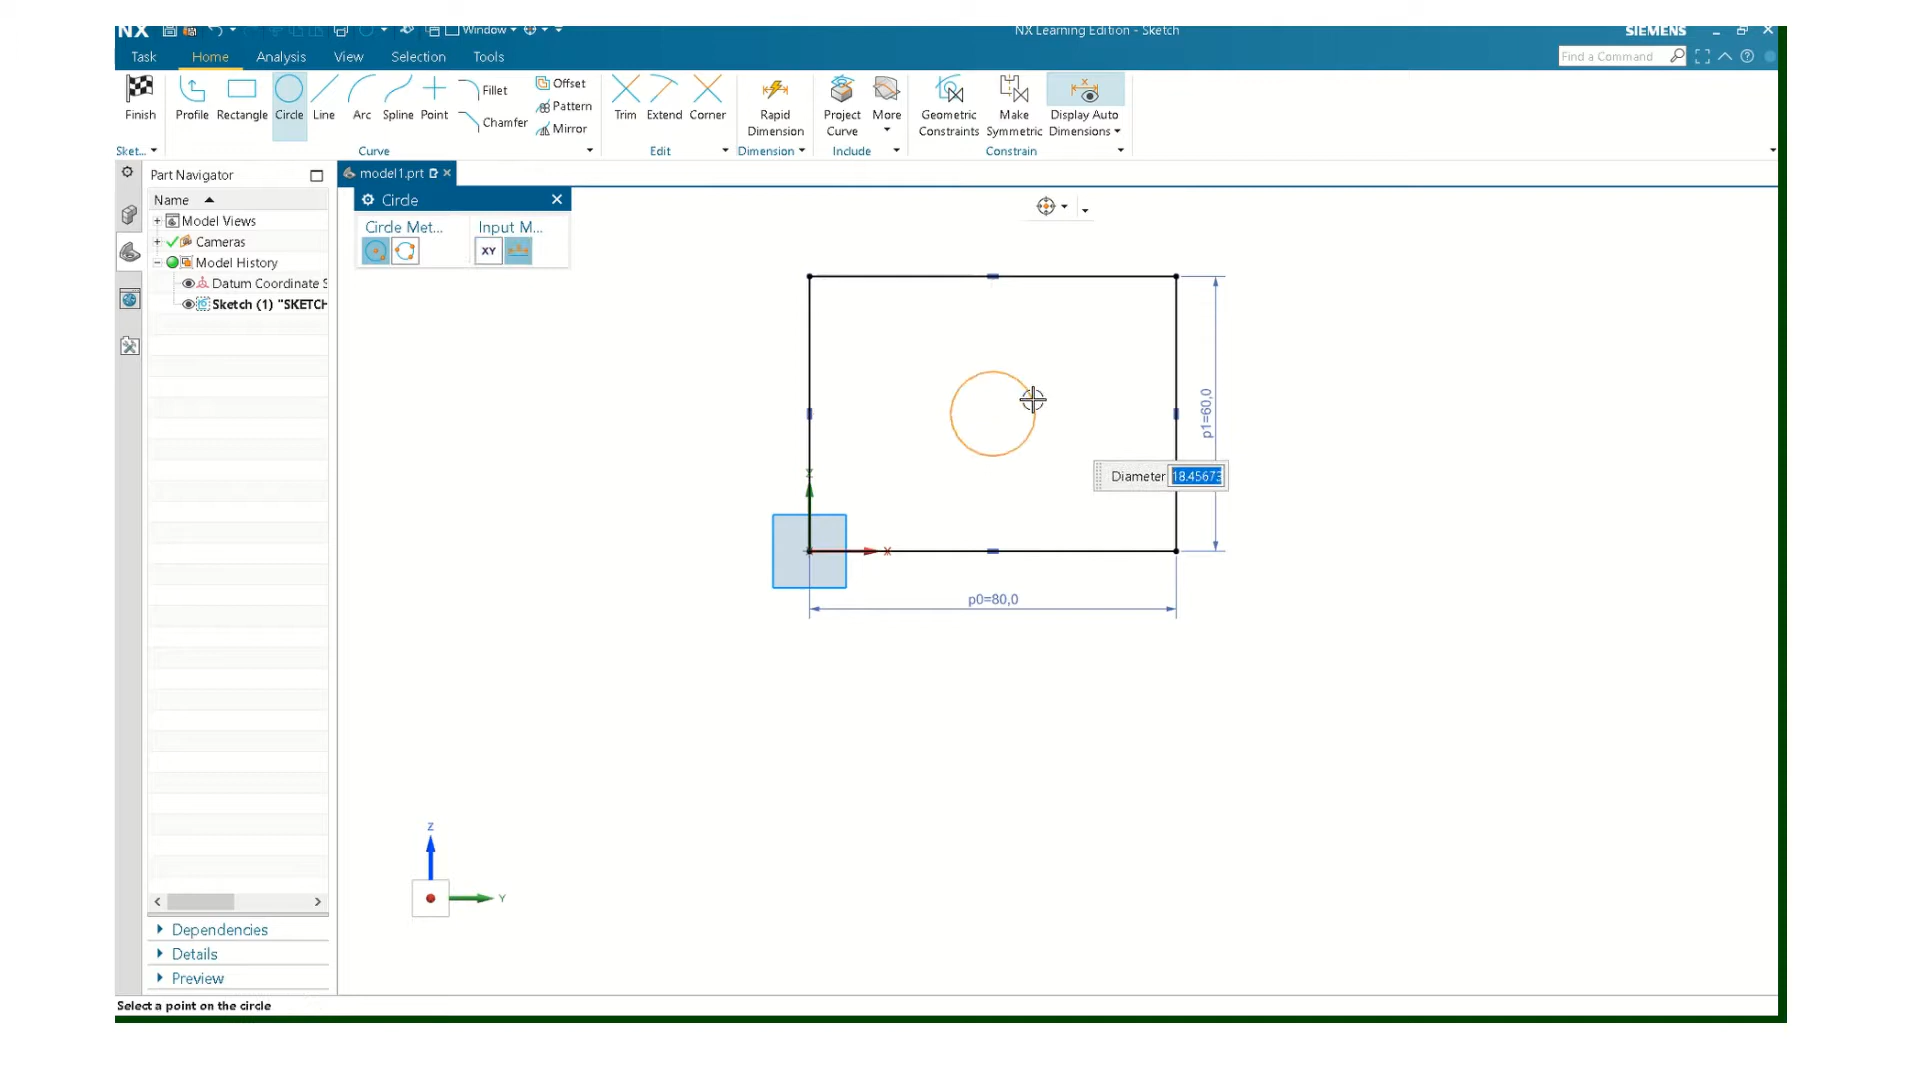 NX Window NX Learning Edition - Sketch SIEMENS
Task Home Analysis View Selection Tools Find a Command
Finish Profile Rectangle Circle Line Arc Spline Point Fillet Chamfer Offset Pattern Mirror Trim Extend Corner Rapid Dimension Project Curve More Geometric Constraints Make Symmetric Display Auto Dimensions
Sket... Curve Edit Dimension Include Constrain
Part Navigator model1.prt
Name Circle
Model Views Circle Met... Input M...
Cameras XY
Model History
Datum Coordinate S
Sketch (1) "SKETCH
p1=60,0
Diameter 18.45673
Z
X
p0=80,0
Z
Y
Dependencies
Details
Preview
Select a point on the circle